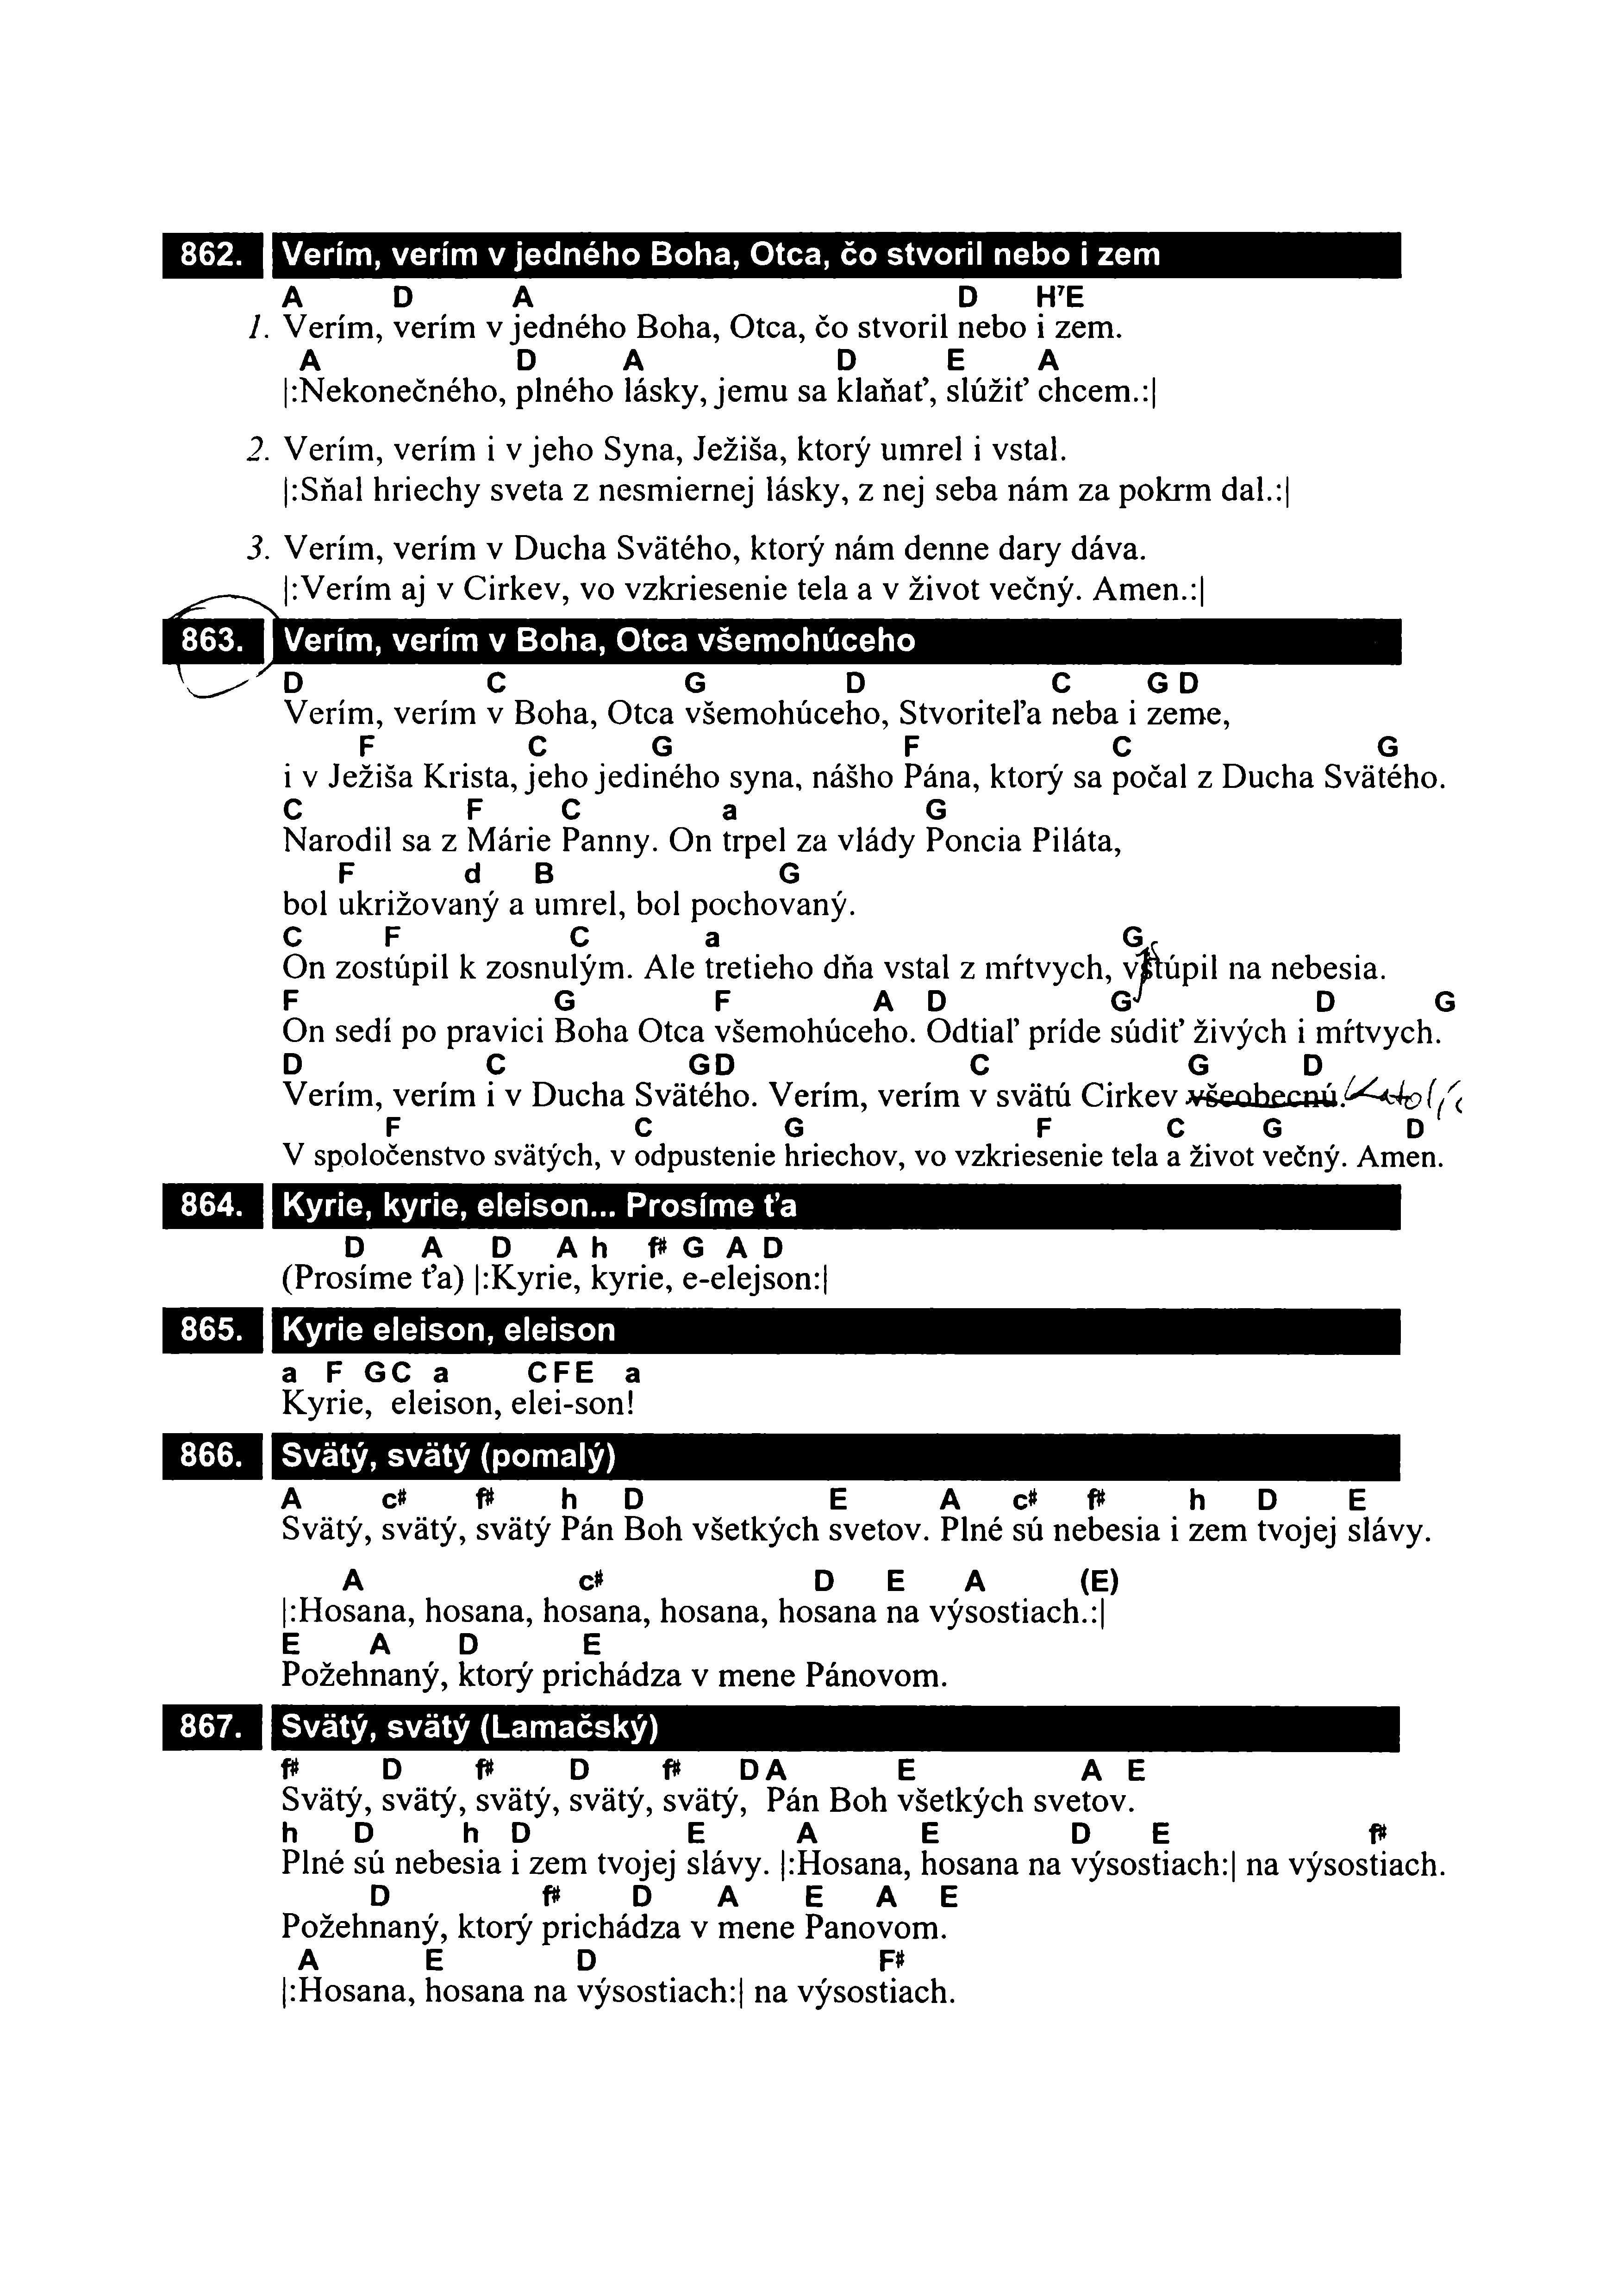 862. Verím, verím v jedného Boha, Otca, čo stvoril nebo i zem
A D A D H⁷E
1. Verím, verím v jedného Boha, Otca, čo stvoril nebo i zem.
A D A D E A
|:Nekonečného, plného lásky, jemu sa klaňať, slúžiť chcem.:|
2. Verím, verím i v jeho Syna, Ježiša, ktorý umrel i vstal.
|:Sňal hriechy sveta z nesmiernej lásky, z nej seba nám za pokrm dal.:|
3. Verím, verím v Ducha Svätého, ktorý nám denne dary dáva.
|:Verím aj v Cirkev, vo vzkriesenie tela a v život večný. Amen.:|
863. Verím, verím v Boha, Otca všemohúceho
D C G D C G D
Verím, verím v Boha, Otca všemohúceho, Stvoriteľa neba i zeme,
F C G F C G
i v Ježiša Krista, jeho jediného syna, nášho Pána, ktorý sa počal z Ducha Svätého.
C F C a G
Narodil sa z Márie Panny. On trpel za vlády Poncia Piláta,
F d B G
bol ukrižovaný a umrel, bol pochovaný.
C F C a G
On zostúpil k zosnulým. Ale tretieho dňa vstal z mŕtvych, vstúpil na nebesia.
F G F A D G D G
On sedí po pravici Boha Otca všemohúceho. Odtiaľ príde súdiť živých i mŕtvych.
D C G D C G D
Verím, verím i v Ducha Svätého. Verím, verím v svätú Cirkev všeobecnú.
F C G F C G D
V spoločenstvo svätých, v odpustenie hriechov, vo vzkriesenie tela a život večný. Amen.
864. Kyrie, kyrie, eleison... Prosíme ťa
D A D A h f# G A D
(Prosíme ťa) |:Kyrie, kyrie, e-elejson:|
865. Kyrie eleison, eleison
a F G C a C F E a
Kyrie, eleison, elei-son!
866. Svätý, svätý (pomalý)
A c# f# h D E A c# f# h D E
Svätý, svätý, svätý Pán Boh všetkých svetov. Plné sú nebesia i zem tvojej slávy.
A c# D E A (E)
|:Hosana, hosana, hosana, hosana, hosana na výsostiach.:|
E A D E
Požehnaný, ktorý prichádza v mene Pánovom.
867. Svätý, svätý (Lamačský)
f# D f# D f# D A E A E
Svätý, svätý, svätý, svätý, svätý, Pán Boh všetkých svetov.
h D h D E A E D E f#
Plné sú nebesia i zem tvojej slávy. |:Hosana, hosana na výsostiach:| na výsostiach.
D f# D A E A E
Požehnaný, ktorý prichádza v mene Panovom.
A E D F#
|:Hosana, hosana na výsostiach:| na výsostiach.